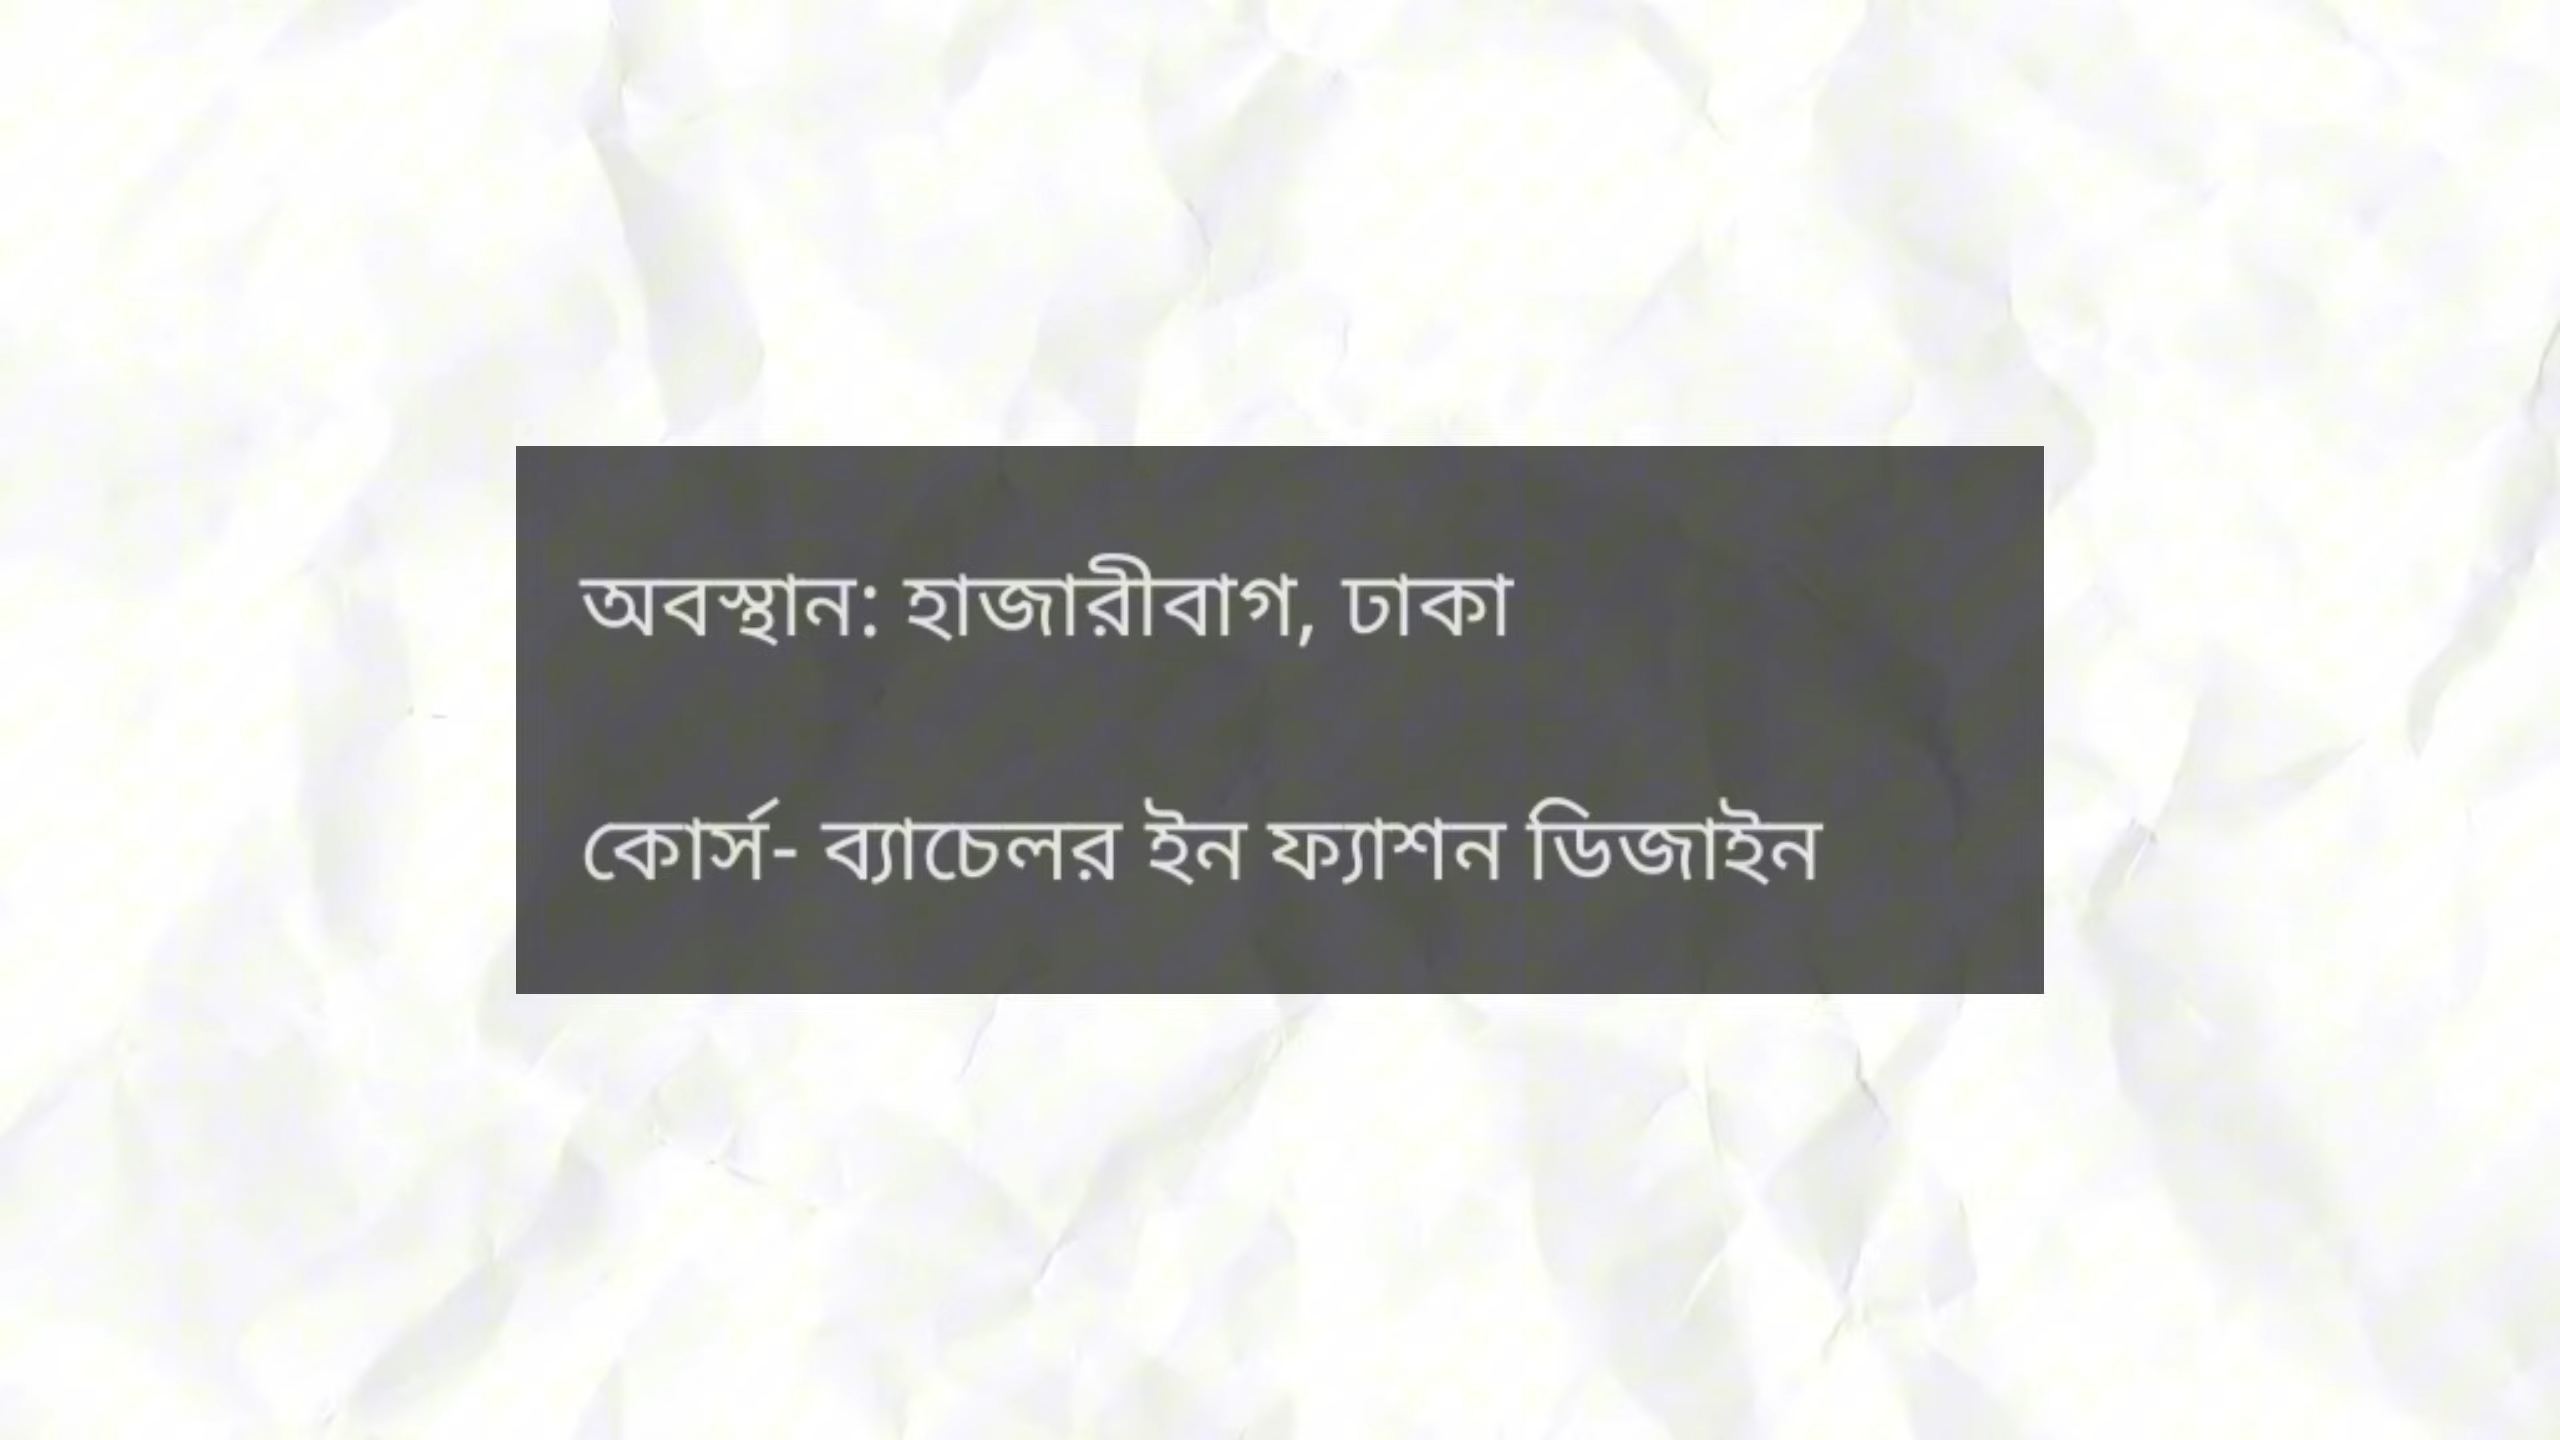 অবস্থান: হাজারীবাগ, ঢাকা
কোর্স- ব্যাচেলর ইন ফ্যাশন ডিজাইন